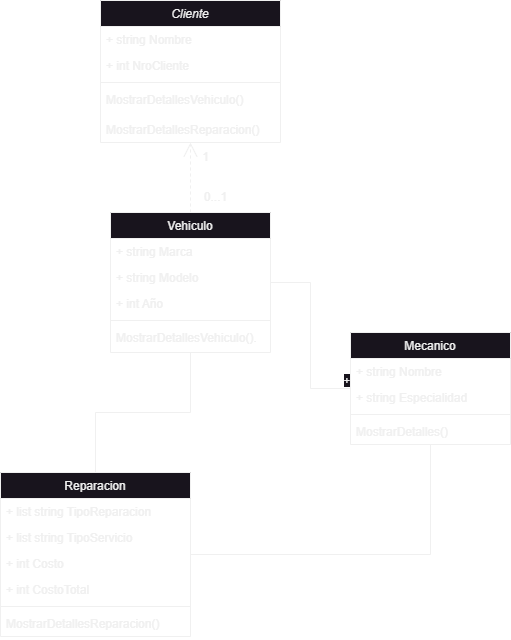 Cliente
+ string Nombre
+ int NroCliente
MostrarDetallesVehiculo()
MostrarDetallesReparacion()
1
0...1
Vehiculo
+ string Marca
+ string Modelo
+ int Año
MostrarDetallesVehiculo()
Mecanico
+ string Nombre
+ string Especialidad
MostrarDetalles()
+
Reparacion
+ list string TipoReparacion
+ list string TipoServicio
+ int Costo
+ int CostoTotal
MostrarDetallesReparacion()